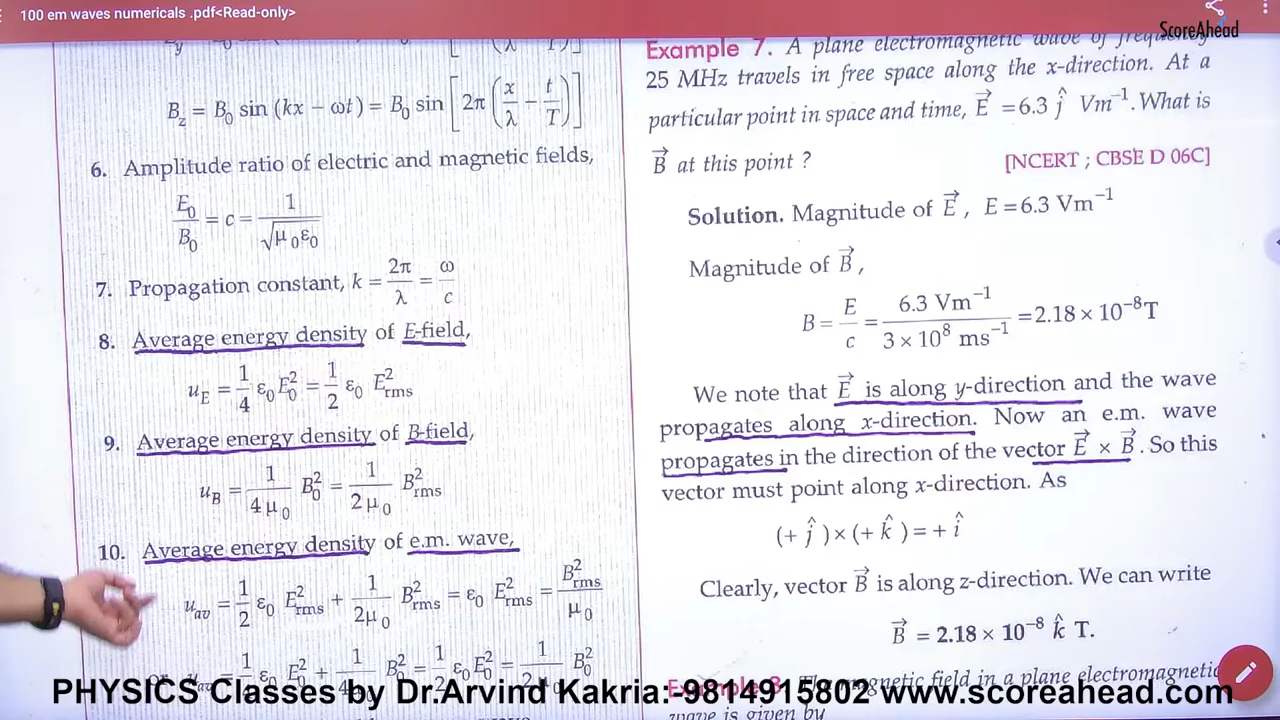 100 em waves numericals .pdf<Read-only>
ScoreAhead
B_z = B_0 sin (kx − ωt) = B_0 sin [2π (x/λ − t/T)]
6. Amplitude ratio of electric and magnetic fields,
E_0/B_0 = c = 1/√μ_0ε_0
7. Propagation constant, k = 2π/λ = ω/c
8. Average energy density of E-field,
u_E = 1/4 ε_0 E_0^2 = 1/2 ε_0 E_rms^2
9. Average energy density of B-field,
u_B = 1/4μ_0 B_0^2 = 1/2μ_0 B_rms^2
10. Average energy density of e.m. wave,
u_av = 1/2 ε_0 E_rms^2 + 1/2μ_0 B_rms^2 = ε_0 E_rms^2 = B_rms^2/μ_0
Example 7. A plane electromagnetic wave of frequency
25 MHz travels in free space along the x-direction. At a
particular point in space and time, E⃗ = 6.3 ĵ Vm⁻¹. What is
B⃗ at this point ? [NCERT ; CBSE D 06C]
Solution. Magnitude of E⃗, E = 6.3 Vm⁻¹
Magnitude of B⃗,
B = E/c = 6.3 Vm⁻¹/3 × 10⁸ ms⁻¹ = 2.18 × 10⁻⁸ T
We note that E⃗ is along y-direction and the wave
propagates along x-direction. Now an e.m. wave
propagates in the direction of the vector E⃗ × B⃗. So this
vector must point along x-direction. As
(+ ĵ) × (+ k̂) = + î
Clearly, vector B⃗ is along z-direction. We can write
B⃗ = 2.18 × 10⁻⁸ k̂ T.
magnetic field in a plane electromagnetic
wave is given by
PHYSICS Classes by Dr.Arvind Kakria:-9814915802 www.scoreahead.com